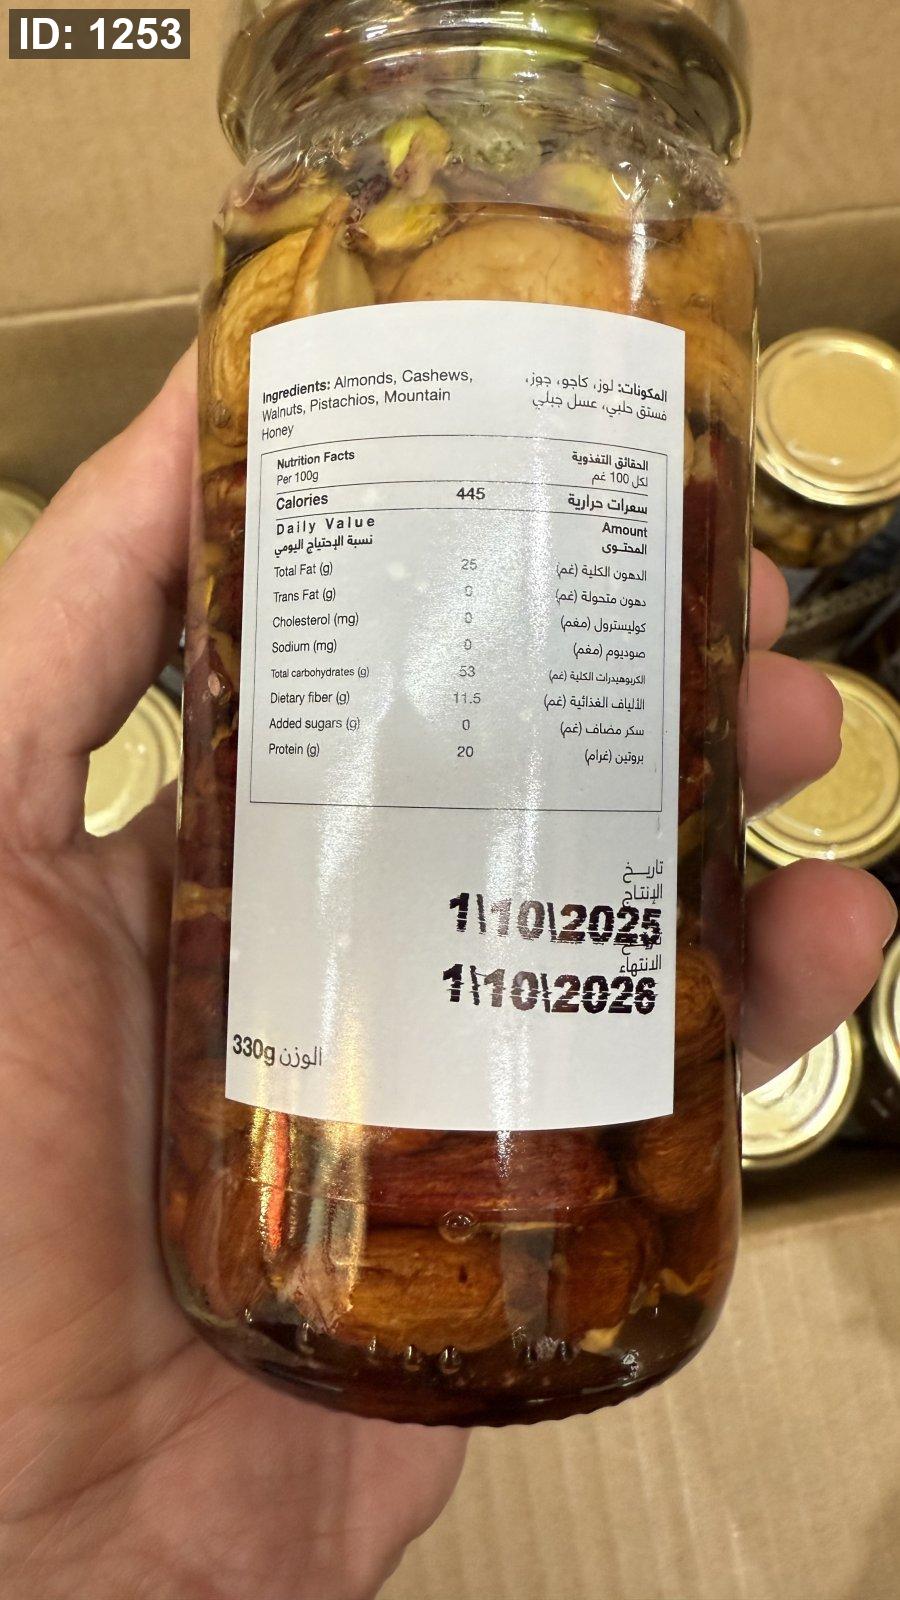 ID: 1253
Ingredients: Almonds, Cashews,
Walnuts, Pistachios, Mountain
Honey
المكونات: لوز، كاجو، جوز،
فستق حلبي، عسل جبلي
Nutrition Facts الحقائق التغذوية
Per 100g لكل 100 غم
Calories 445 سعرات حرارية
Daily Value Amount
نسبة الإحتياج اليومي المحتــوى
Total Fat (g) 25 الدهون الكلية (غم)
Trans Fat (g) 0 دهون متحولة (غم)
Cholesterol (mg) 0 كوليسترول (مغم)
Sodium (mg) 0 صوديوم (مغم)
Total carbohydrates (g) 53 الكربوهيدرات الكلية (غم)
Dietary fiber (g) 11.5 الألياف الغذائية (غم)
Added sugars (g) 0 سكر مضاف (غم)
Protein (g) 20 بروتين (غرام)
تاريــخ
الإنتاج
1\10\2025
الانتهاء
1\10\2026
330g الوزن